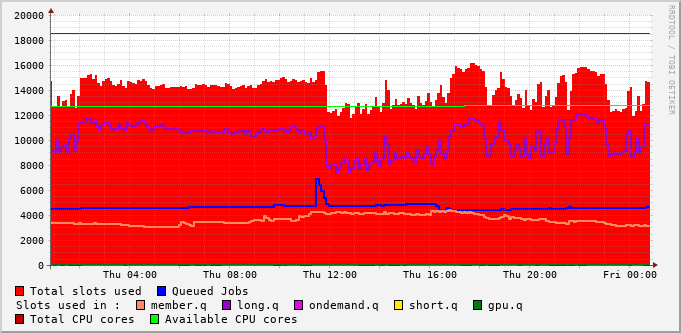 20000
18000
16000
14000
12000
10000
8000
6000
4000
2000
0
Thu 04:00 Thu 08:00 Thu 12:00 Thu 16:00 Thu 20:00 Fri 00:00
Total slots used Queued Jobs
Slots used in : member.q long.q ondemand.q short.q gpu.q
Total CPU cores Available CPU cores
RRDTOOL / TOBI OETIKER